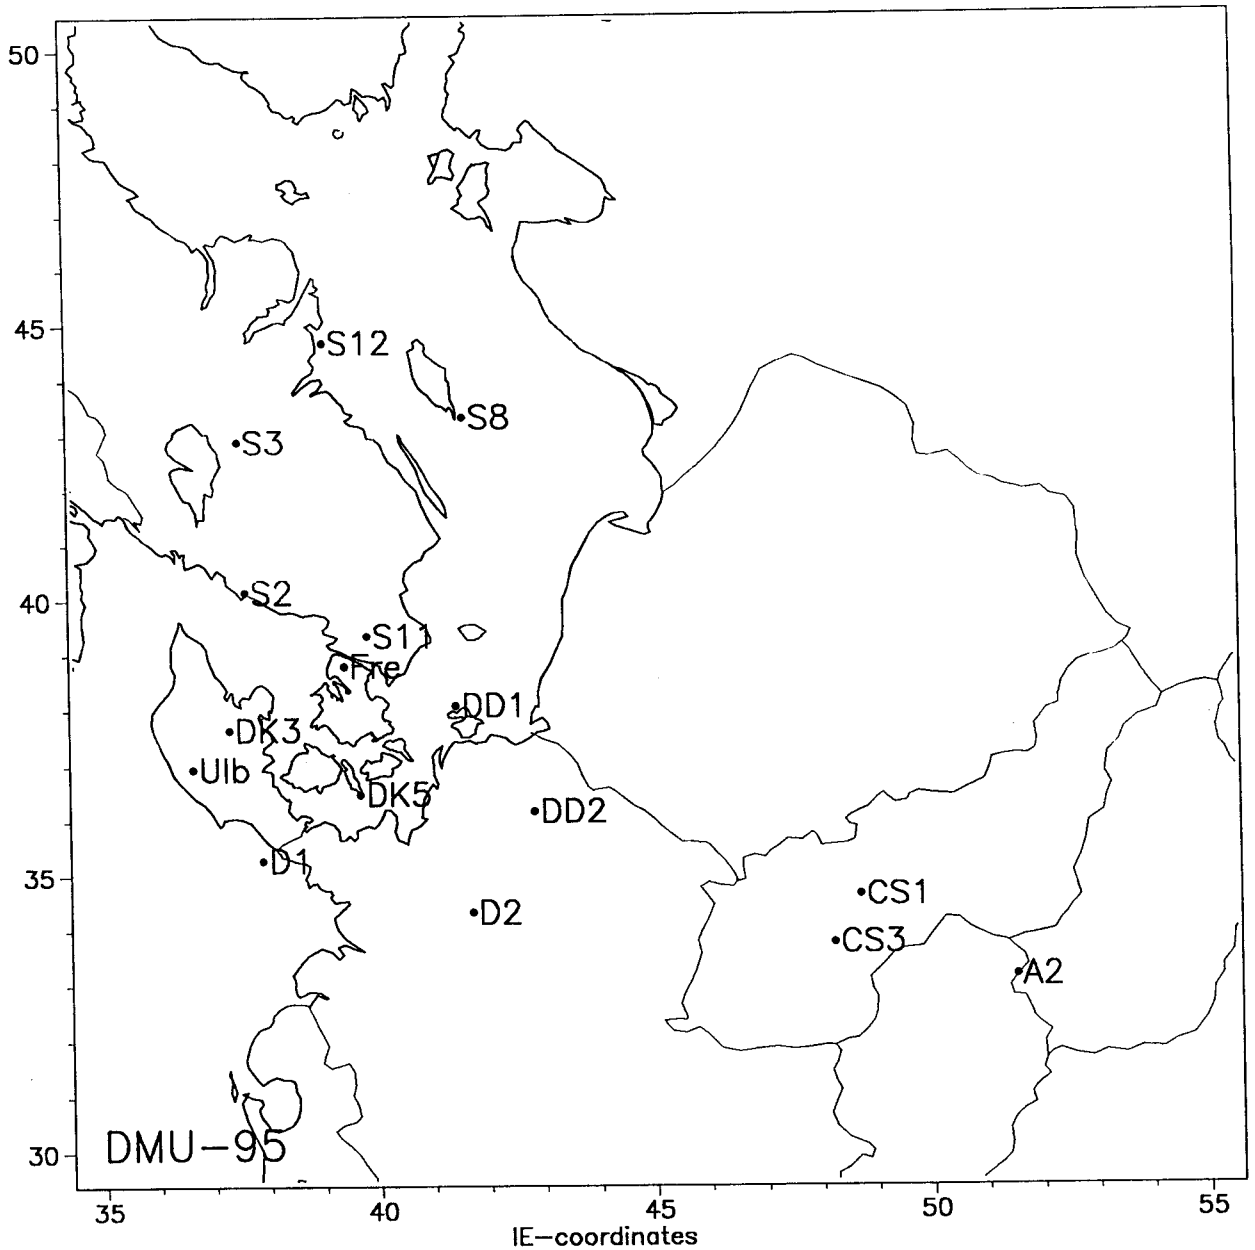 50
45
S12
S8
S3
40
S2
S11
Fre
DD1
DK3
Ulb
DK5
DD2
35
D1
D2
CS1
CS3
A2
30
DMU-95
35 40 45 50 55
IE-coordinates